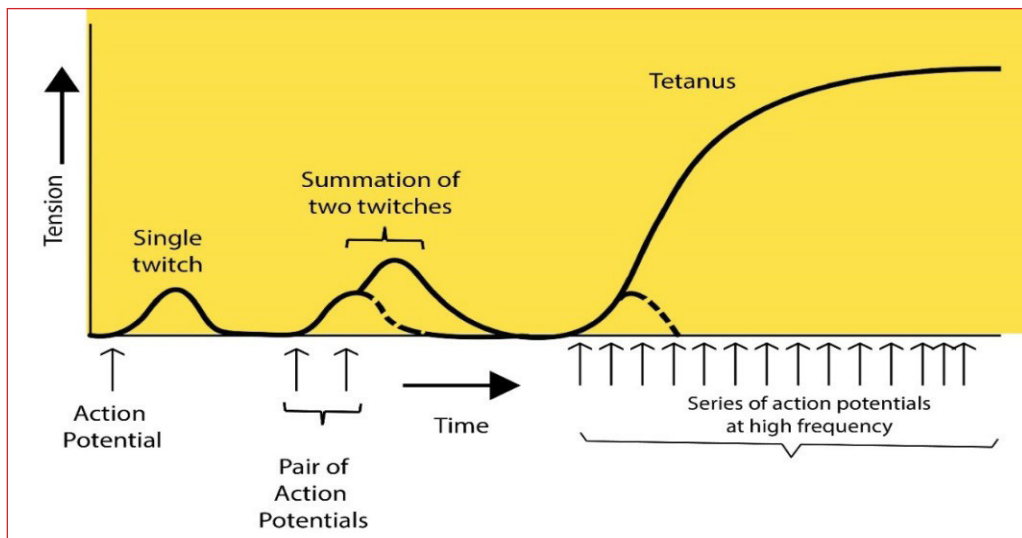 Tension
Single
twitch
Summation of
two twitches
Tetanus
Action
Potential
Pair of
Action
Potentials
Time
Series of action potentials
at high frequency